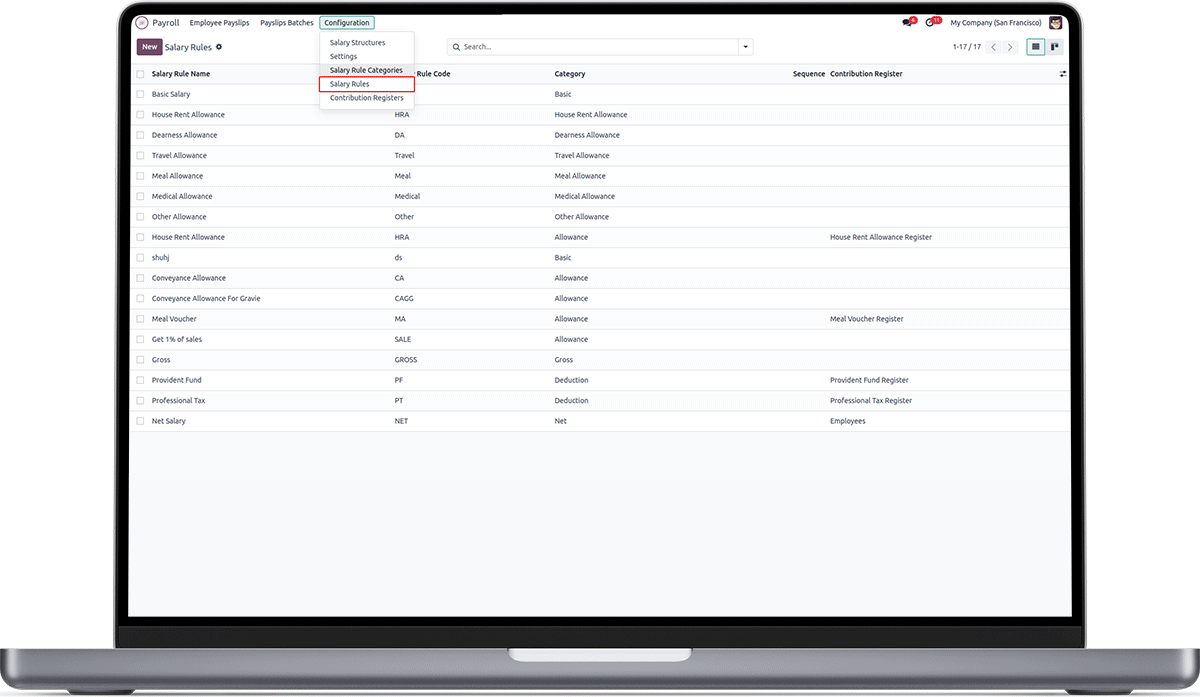 Payroll Employee Payslips Payslips Batches Configuration 6 11 My Company (San Francisco)
New Salary Rules Search... 1-17 / 17
Salary Structures
Settings
Salary Rule Categories
Salary Rules
Contribution Registers
Salary Rule Name Rule Code Category Sequence Contribution Register
Basic Salary Basic
House Rent Allowance HRA House Rent Allowance
Dearness Allowance DA Dearness Allowance
Travel Allowance Travel Travel Allowance
Meal Allowance Meal Meal Allowance
Medical Allowance Medical Medical Allowance
Other Allowance Other Other Allowance
House Rent Allowance HRA Allowance House Rent Allowance Register
shuhj ds Basic
Conveyance Allowance CA Allowance
Conveyance Allowance For Gravie CAGG Allowance
Meal Voucher MA Allowance Meal Voucher Register
Get 1% of sales SALE Allowance
Gross GROSS Gross
Provident Fund PF Deduction Provident Fund Register
Professional Tax PT Deduction Professional Tax Register
Net Salary NET Net Employees